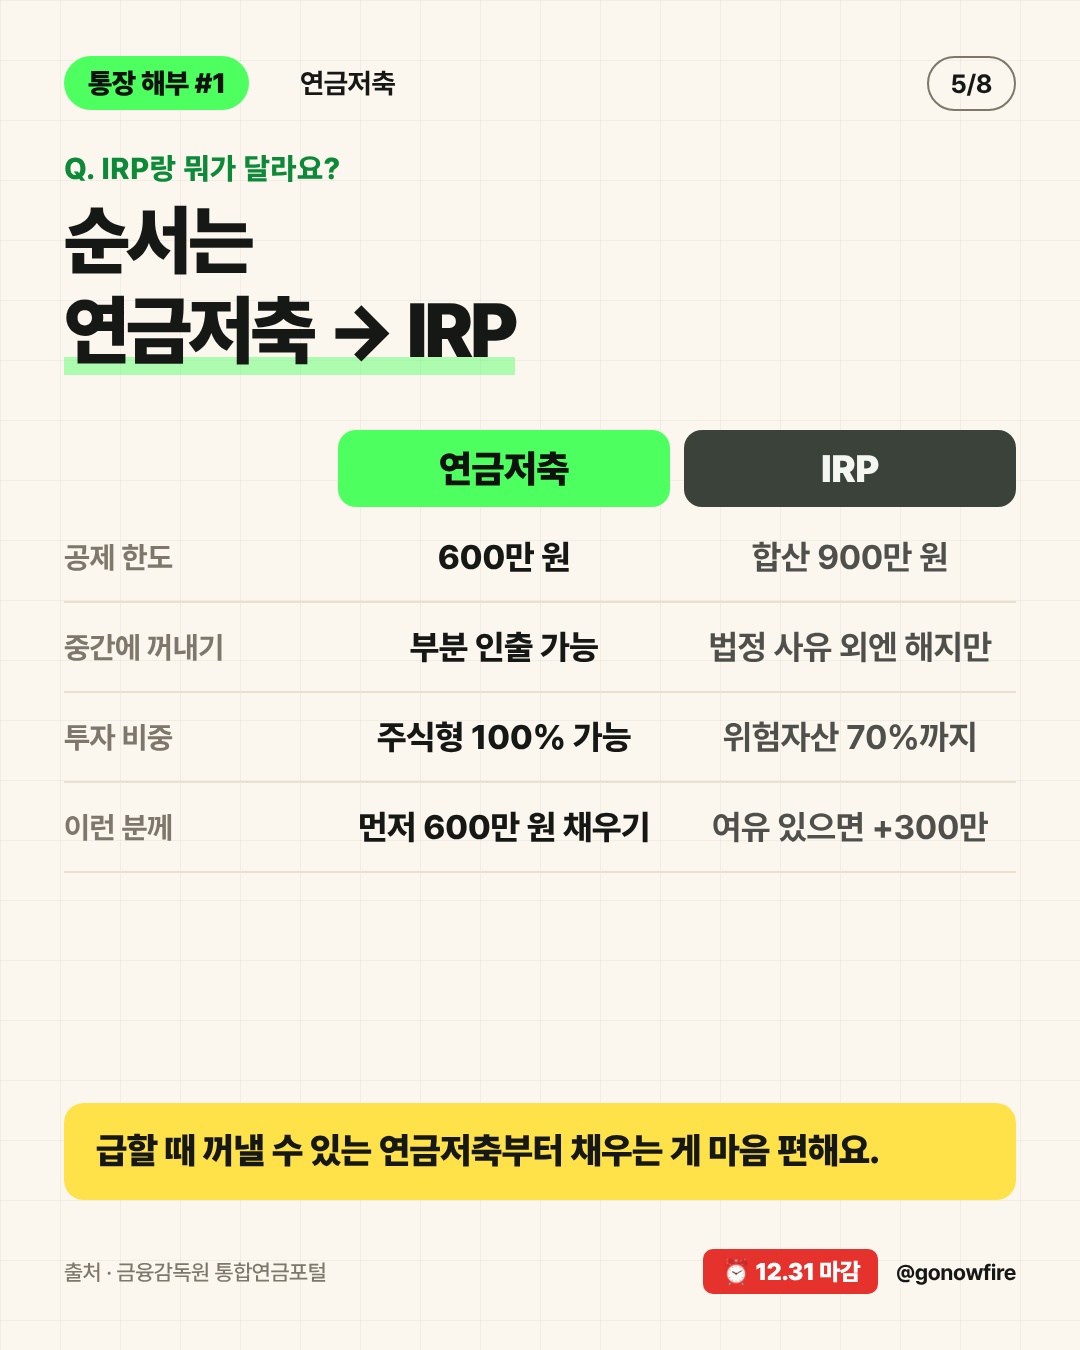 통장 해부 #1
연금저축
5/8
Q. IRP랑 뭐가 달라요?
순서는
연금저축 → IRP
연금저축 IRP
공제 한도 600만 원 합산 900만 원
중간에 꺼내기 부분 인출 가능 법정 사유 외엔 해지만
투자 비중 주식형 100% 가능 위험자산 70%까지
이런 분께 먼저 600만 원 채우기 여유 있으면 +300만
급할 때 꺼낼 수 있는 연금저축부터 채우는 게 마음 편해요.
출처 · 금융감독원 통합연금포털
⏰ 12.31 마감
@gonowfire